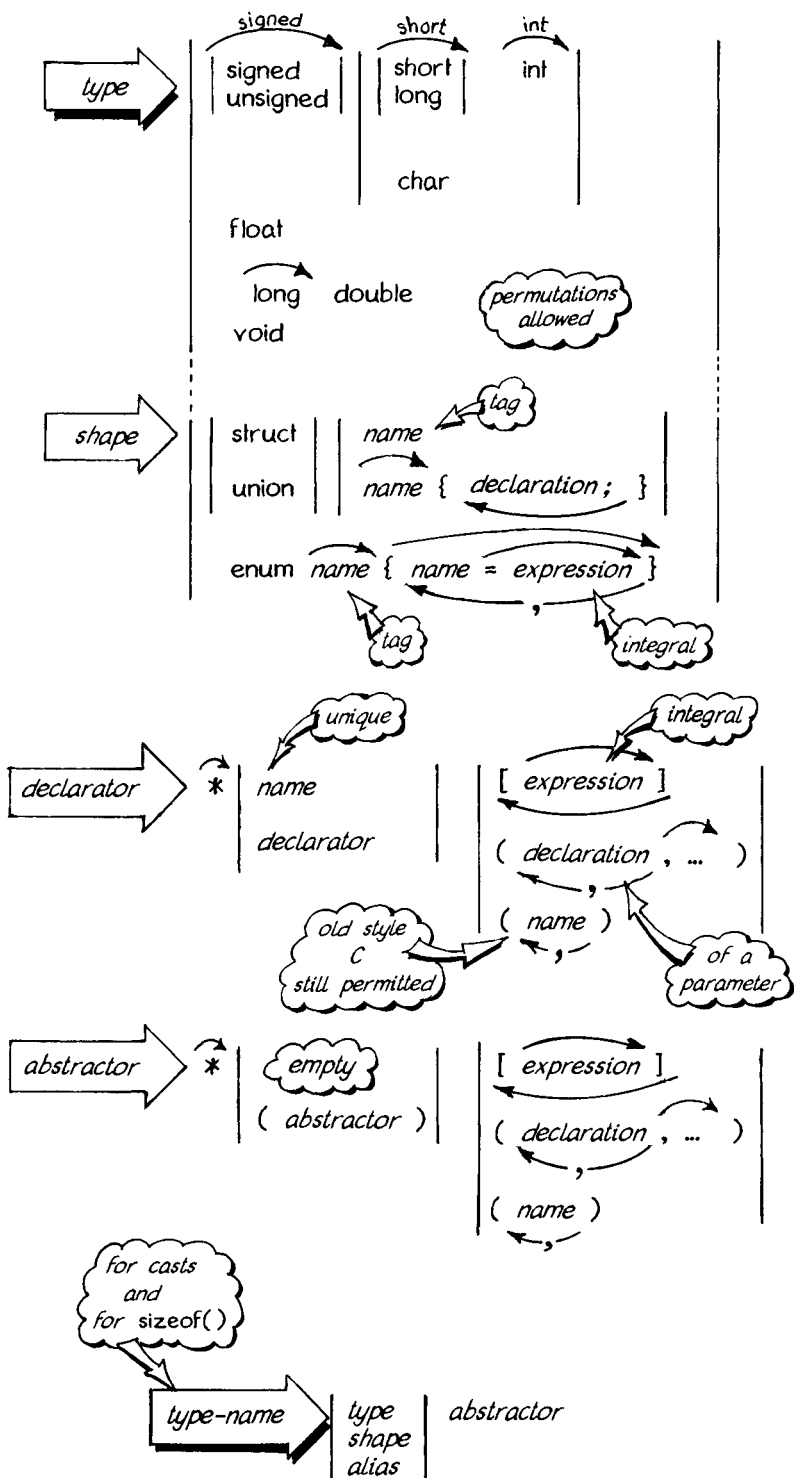 signed short int
type signed short int
unsigned long
char
float
long double
void
permutations
allowed
tag
shape struct name
union name { declaration ; }
enum name { name = expression }
,
tag integral
unique integral
declarator * name [ expression ]
declarator ( declaration , ... )
,
( name )
,
old style
C
still permitted
of a
parameter
abstractor * empty [ expression ]
( abstractor ) ( declaration , ... )
,
( name )
,
for casts
and
for sizeof()
type-name type abstractor
shape
alias